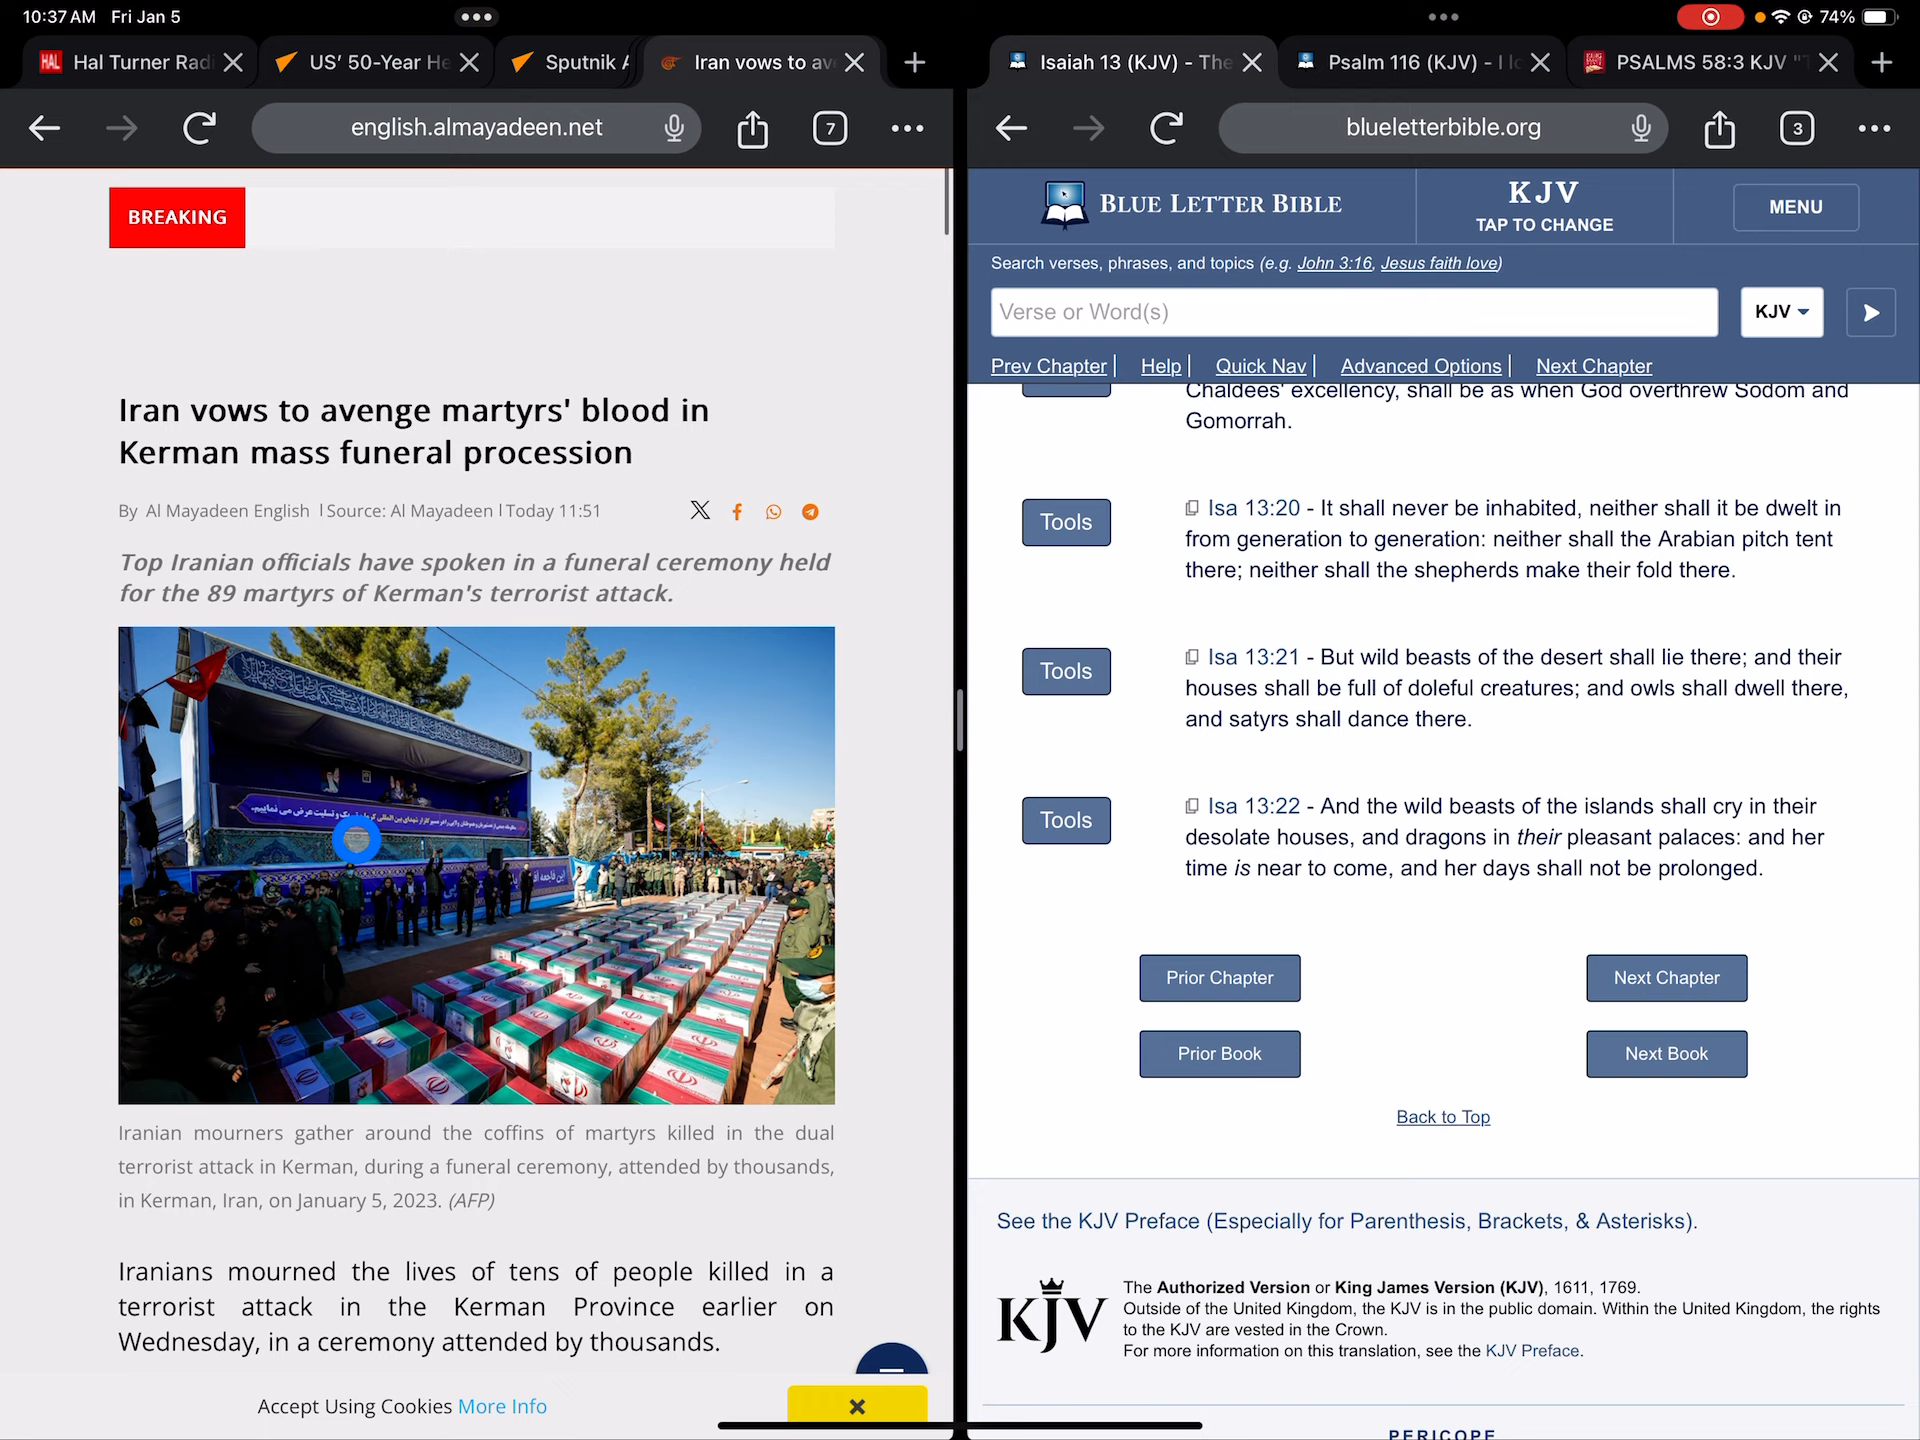 10:37 AM Fri Jan 5
74%
Hal Turner Rad
US' 50-Year He
Sputnik A
Iran vows to av
english.almayadeen.net
7
BREAKING
Iran vows to avenge martyrs' blood in
Kerman mass funeral procession
By Al Mayadeen English | Source: Al Mayadeen | Today 11:51
Top Iranian officials have spoken in a funeral ceremony held
for the 89 martyrs of Kerman's terrorist attack.
Iranian mourners gather around the coffins of martyrs killed in the dual
terrorist attack in Kerman, during a funeral ceremony, attended by thousands,
in Kerman, Iran, on January 5, 2023. (AFP)
Iranians mourned the lives of tens of people killed in a
terrorist attack in the Kerman Province earlier on
Wednesday, in a ceremony attended by thousands.
Accept Using Cookies More Info
Isaiah 13 (KJV) - The
Psalm 116 (KJV) - I lo
PSALMS 58:3 KJV "T
blueletterbible.org
3
BLUE LETTER BIBLE
KJV
TAP TO CHANGE
MENU
Search verses, phrases, and topics (e.g. John 3:16, Jesus faith love)
Verse or Word(s)
KJV
Prev Chapter | Help | Quick Nav | Advanced Options | Next Chapter
Chaldees' excellency, shall be as when God overthrew Sodom and
Gomorrah.
Tools
Isa 13:20 - It shall never be inhabited, neither shall it be dwelt in
from generation to generation: neither shall the Arabian pitch tent
there; neither shall the shepherds make their fold there.
Tools
Isa 13:21 - But wild beasts of the desert shall lie there; and their
houses shall be full of doleful creatures; and owls shall dwell there,
and satyrs shall dance there.
Tools
Isa 13:22 - And the wild beasts of the islands shall cry in their
desolate houses, and dragons in their pleasant palaces: and her
time is near to come, and her days shall not be prolonged.
Prior Chapter
Next Chapter
Prior Book
Next Book
Back to Top
See the KJV Preface (Especially for Parenthesis, Brackets, & Asterisks).
KJV
The Authorized Version or King James Version (KJV), 1611, 1769.
Outside of the United Kingdom, the KJV is in the public domain. Within the United Kingdom, the rights
to the KJV are vested in the Crown.
For more information on this translation, see the KJV Preface.
PERICOPE